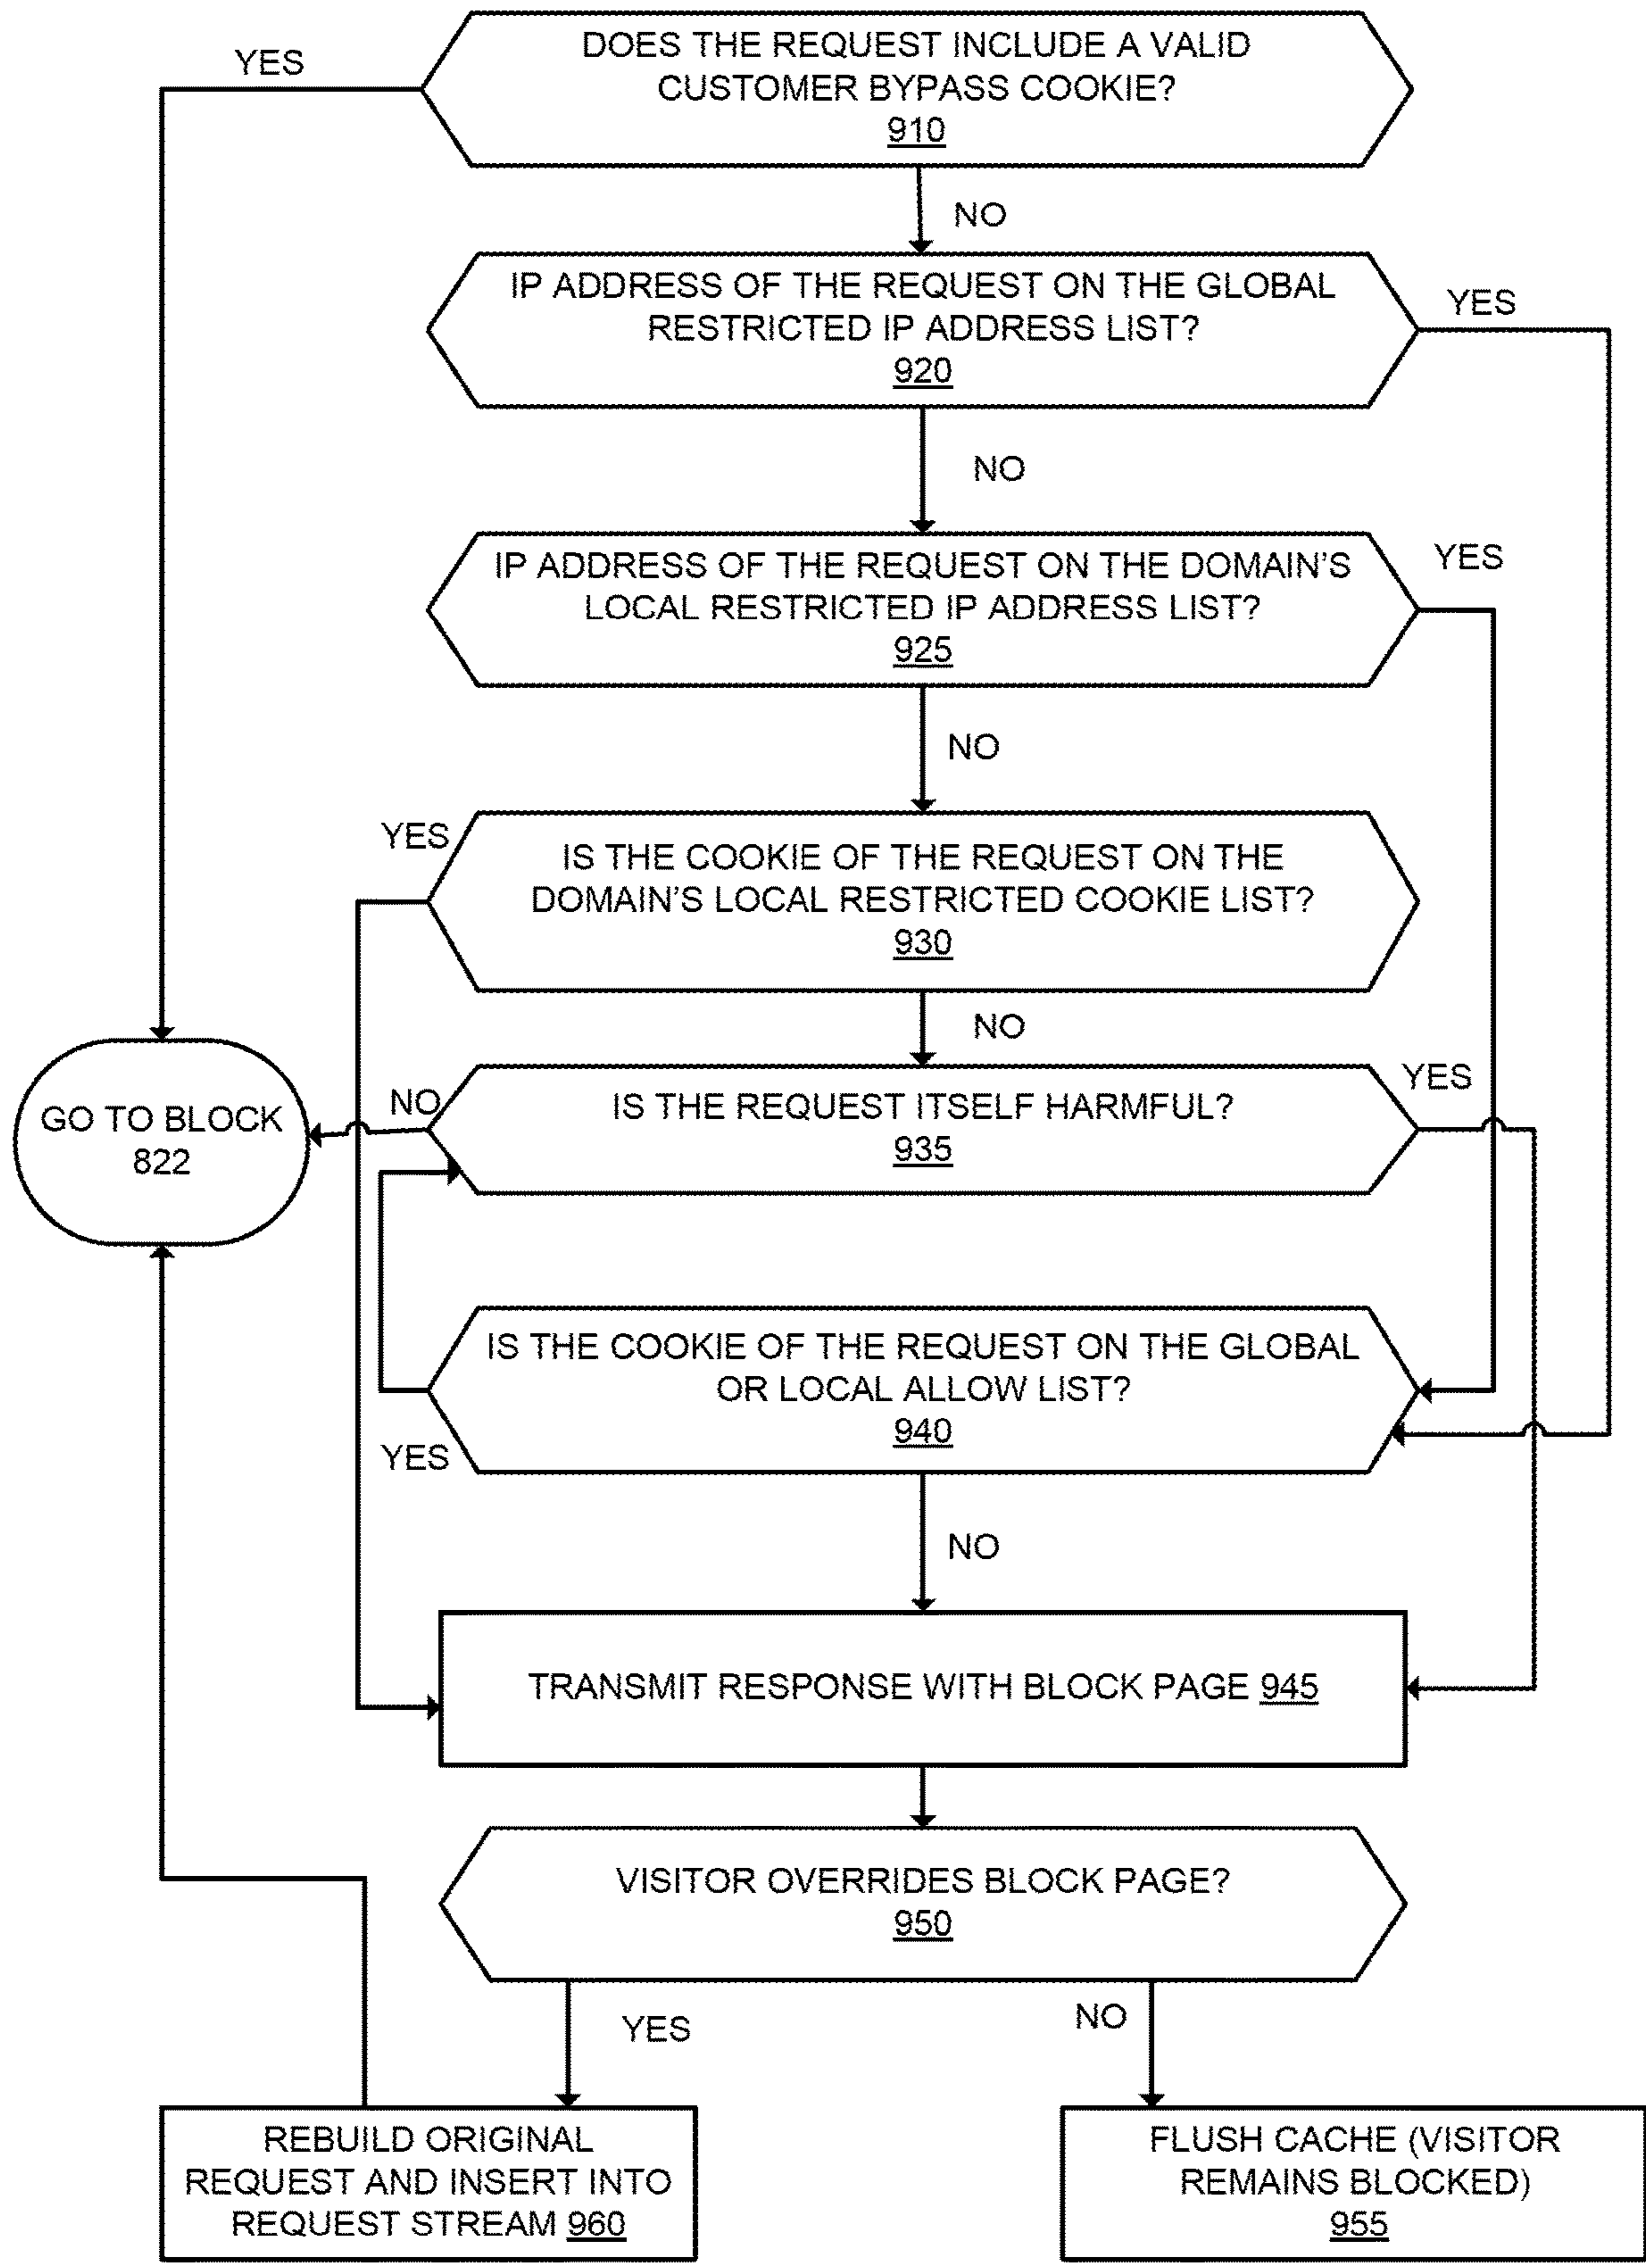 YES
DOES THE REQUEST INCLUDE A VALID
CUSTOMER BYPASS COOKIE?
910
NO
IP ADDRESS OF THE REQUEST ON THE GLOBAL
RESTRICTED IP ADDRESS LIST?
920
YES
NO
IP ADDRESS OF THE REQUEST ON THE DOMAIN'S
LOCAL RESTRICTED IP ADDRESS LIST?
925
YES
NO
YES
IS THE COOKIE OF THE REQUEST ON THE
DOMAIN'S LOCAL RESTRICTED COOKIE LIST?
930
NO
GO TO BLOCK
822
NO
IS THE REQUEST ITSELF HARMFUL?
935
YES
IS THE COOKIE OF THE REQUEST ON THE GLOBAL
OR LOCAL ALLOW LIST?
940
YES
NO
TRANSMIT RESPONSE WITH BLOCK PAGE 945
VISITOR OVERRIDES BLOCK PAGE?
950
YES
NO
REBUILD ORIGINAL
REQUEST AND INSERT INTO
REQUEST STREAM 960
FLUSH CACHE (VISITOR
REMAINS BLOCKED)
955